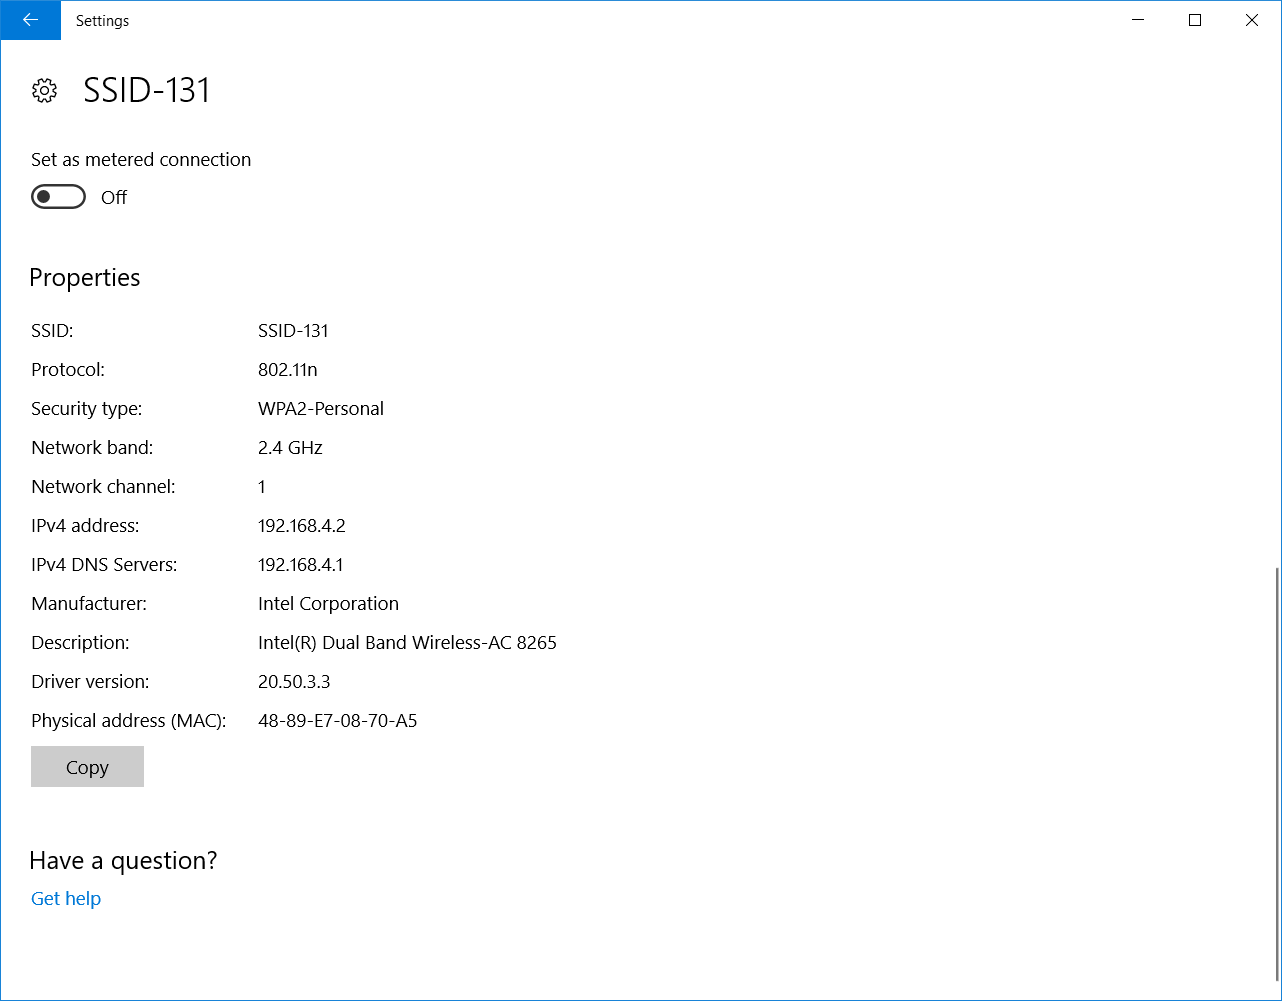 Settings
SSID-131
Set as metered connection
Off
Properties
SSID: SSID-131
Protocol: 802.11n
Security type: WPA2-Personal
Network band: 2.4 GHz
Network channel: 1
IPv4 address: 192.168.4.2
IPv4 DNS Servers: 192.168.4.1
Manufacturer: Intel Corporation
Description: Intel(R) Dual Band Wireless-AC 8265
Driver version: 20.50.3.3
Physical address (MAC): 48-89-E7-08-70-A5
Copy
Have a question?
Get help